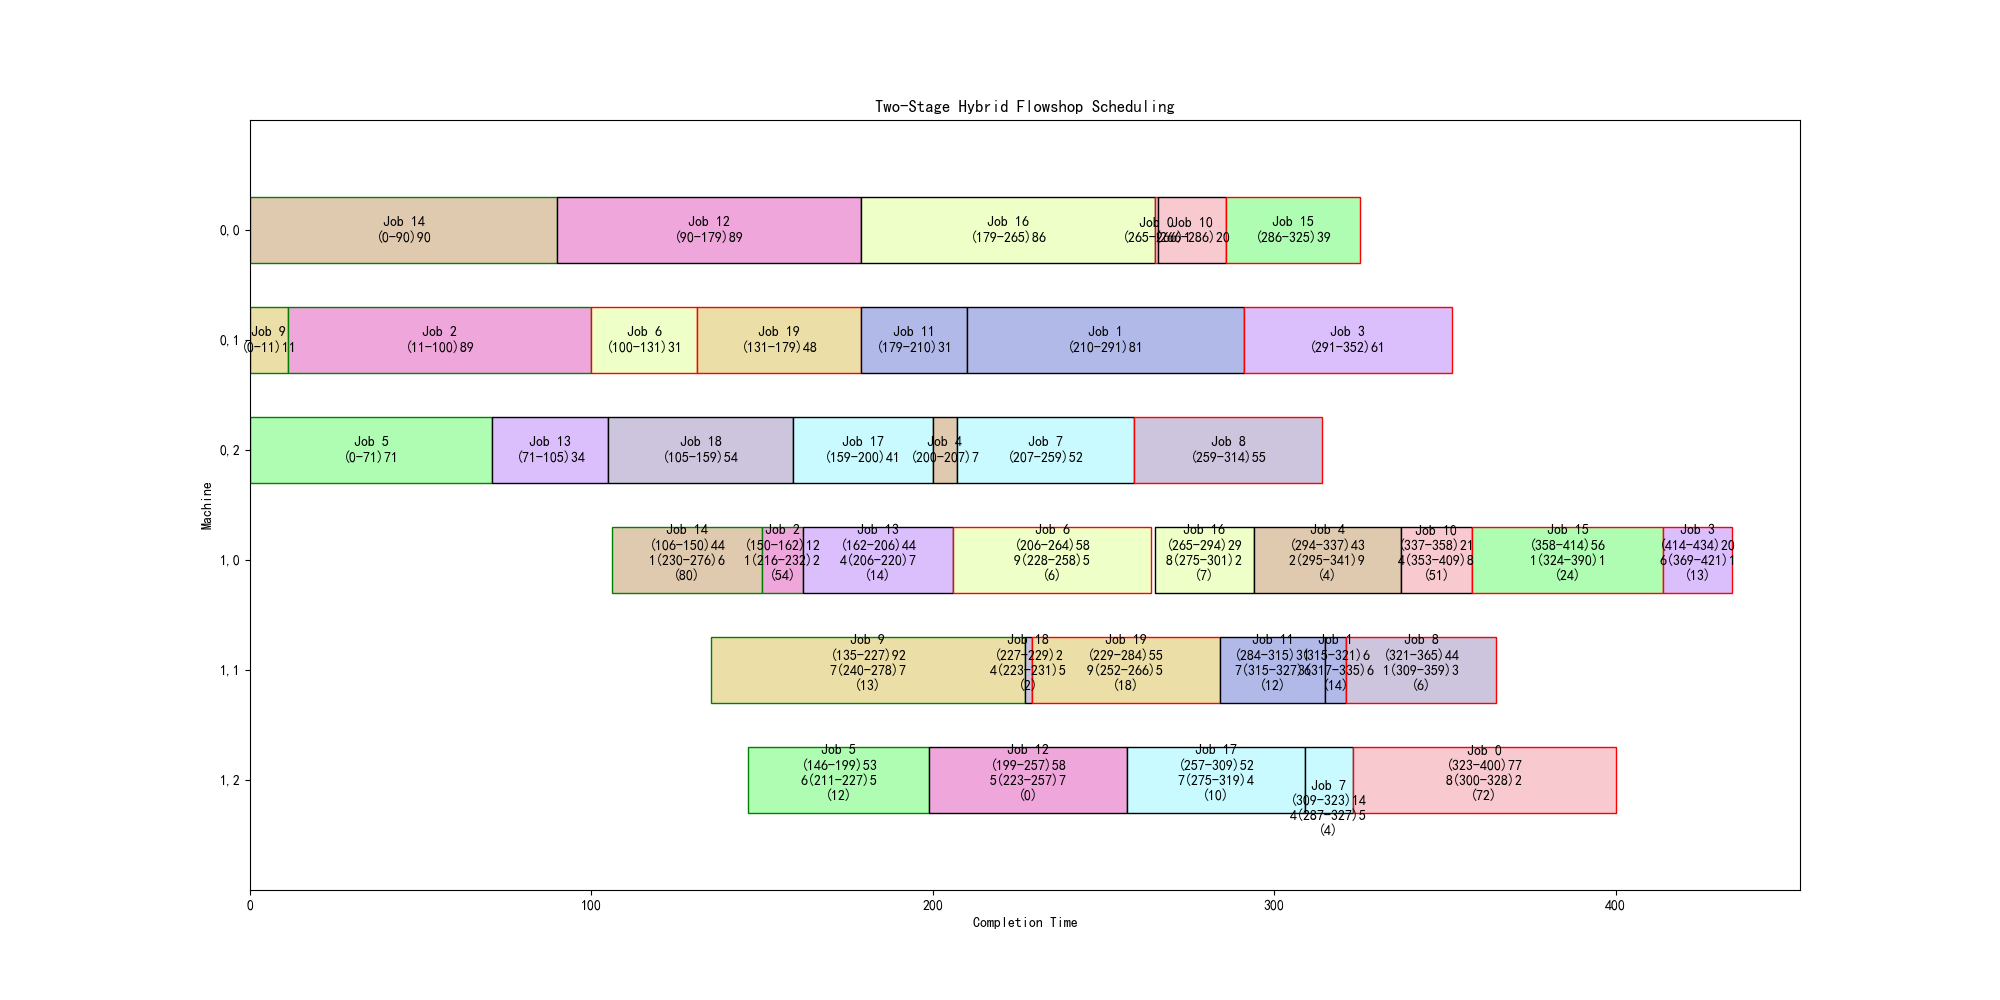 Two-Stage Hybrid Flowshop Scheduling
0,0
Job 14
(0-90)90
Job 12
(90-179)89
Job 16
(179-265)86
Job 0
(265-266)1
Job 10
(266-286)20
Job 15
(286-325)39
0,1
Job 9
(0-11)11
Job 2
(11-100)89
Job 6
(100-131)31
Job 19
(131-179)48
Job 11
(179-210)31
Job 1
(210-291)81
Job 3
(291-352)61
0,2
Job 5
(0-71)71
Job 13
(71-105)34
Job 18
(105-159)54
Job 17
(159-200)41
Job 4
(200-207)7
Job 7
(207-259)52
Job 8
(259-314)55
Machine
1,0
Job 14
(106-150)44
1(230-276)6
(80)
Job 2
(150-162)12
1(216-232)2
(54)
Job 13
(162-206)44
4(206-220)7
(14)
Job 6
(206-264)58
9(228-258)5
(6)
Job 16
(265-294)29
8(275-301)2
(7)
Job 4
(294-337)43
2(295-341)9
(4)
Job 10
(337-358)21
4(353-409)8
(51)
Job 15
(358-414)56
1(324-390)1
(24)
Job 3
(414-434)20
6(369-421)1
(13)
1,1
Job 9
(135-227)92
7(240-278)7
(13)
Job 18
(227-229)2
4(223-231)5
(2)
Job 19
(229-284)55
9(252-266)5
(18)
Job 11
(284-315)31
7(315-327)
(12)
Job 1
(315-321)6
(317-335)6
(14)
Job 8
(321-365)44
1(309-359)3
(6)
1,2
Job 5
(146-199)53
6(211-227)5
(12)
Job 12
(199-257)58
5(223-257)7
(0)
Job 17
(257-309)52
7(275-319)4
(10)
Job 7
(309-323)14
4(287-327)5
(4)
Job 0
(323-400)77
8(300-328)2
(72)
0
100
200
300
400
Completion Time